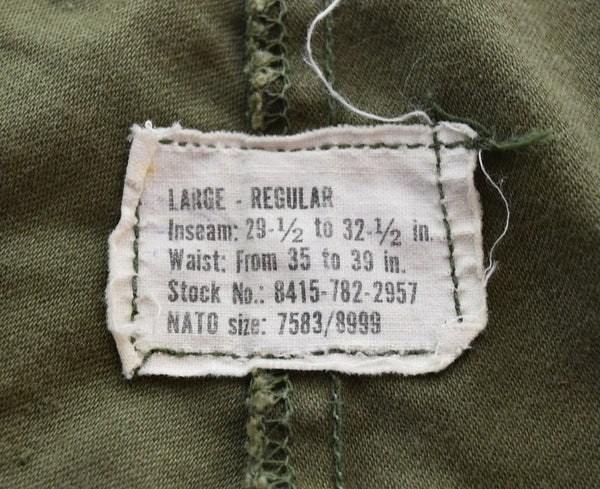 LARGE - REGULAR
Inseam: 29-1/2 to 32-1/2 in.
Waist: From 35 to 39 in.
Stock No.: 8415-782-2957
NATO size: 7583/8999